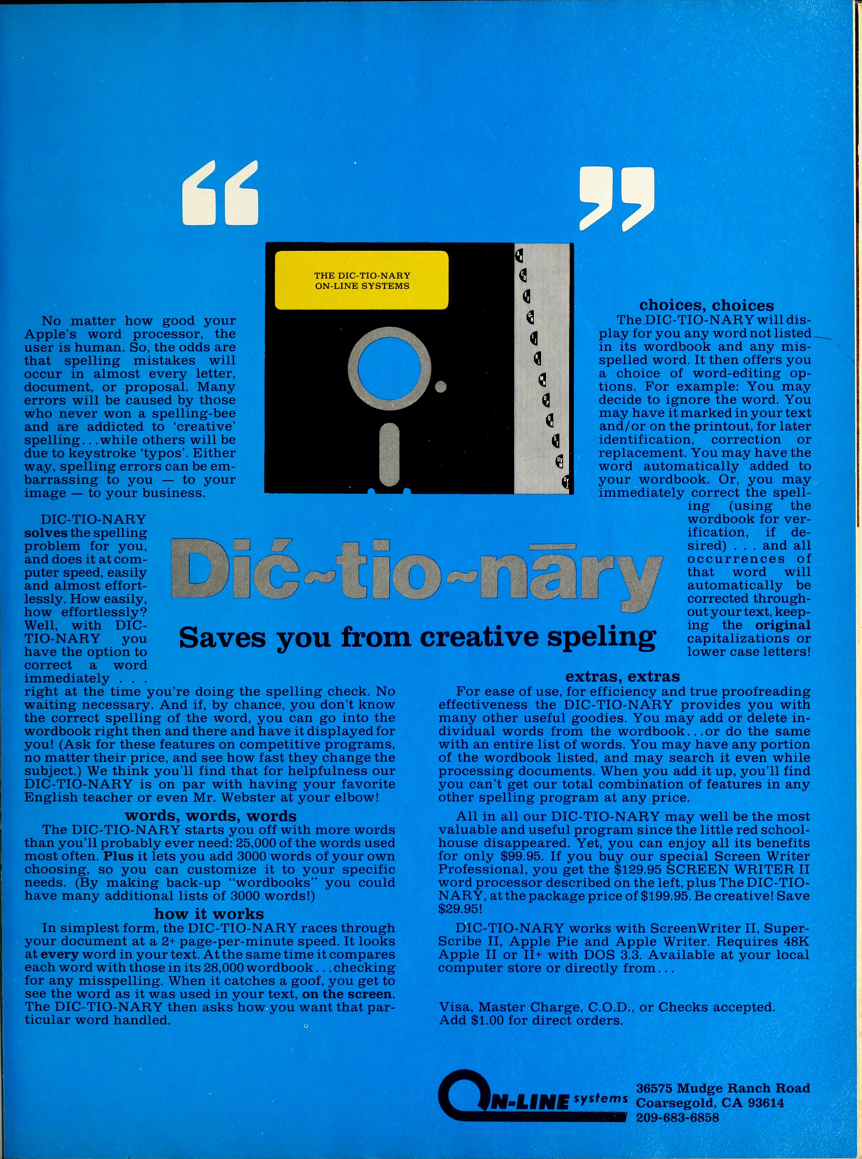 “ ”
THE DIC-TIO-NARY
ON-LINE SYSTEMS
No matter how good your
Apple's word processor, the
user is human. So, the odds are
that spelling mistakes will
occur in almost every letter,
document, or proposal. Many
errors will be caused by those
who never won a spelling-bee
and are addicted to ‘creative’
spelling...while others will be
due to keystroke ‘typos’. Either
way, spelling errors can be em-
barrassing to you — to your
image — to your business.
DIC-TIO-NARY
solves the spelling
problem for you,
and does it at com-
puter speed, easily
and almost effort-
lessly. How easily,
how effortlessly?
Well, with DIC-
TIO-NARY you
have the option to
correct a word
immediately . . .
right at the time you're doing the spelling check. No
waiting necessary. And if, by chance, you don't know
the correct spelling of the word, you can go into the
wordbook right then and there and have it displayed for
you! (Ask for these features on competitive programs,
no matter their price, and see how fast they change the
subject.) We think you'll find that for helpfulness our
DIC-TIO-NARY is on par with having your favorite
English teacher or even Mr. Webster at your elbow!
words, words, words
The DIC-TIO-NARY starts you off with more words
than you'll probably ever need: 25,000 of the words used
most often. Plus it lets you add 3000 words of your own
choosing, so you can customize it to your specific
needs. (By making back-up “wordbooks” you could
have many additional lists of 3000 words!)
how it works
In simplest form, the DIC-TIO-NARY races through
your document at a 2+ page-per-minute speed. It looks
at every word in your text. At the same time it compares
each word with those in its 28,000 wordbook...checking
for any misspelling. When it catches a goof, you get to
see the word as it was used in your text, on the screen.
The DIC-TIO-NARY then asks how you want that par-
ticular word handled.
Dić~tio~nāry
Saves you from creative speling
choices, choices
The DIC-TIO-NARY will dis-
play for you any word not listed
in its wordbook and any mis-
spelled word. It then offers you
a choice of word-editing op-
tions. For example: You may
decide to ignore the word. You
may have it marked in your text
and/or on the printout, for later
identification, correction or
replacement. You may have the
word automatically added to
your wordbook. Or, you may
immediately correct the spell-
ing (using the
wordbook for ver-
ification, if de-
sired) . . . and all
occurrences of
that word will
automatically be
corrected through-
out your text, keep-
ing the original
capitalizations or
lower case letters!
extras, extras
For ease of use, for efficiency and true proofreading
effectiveness the DIC-TIO-NARY provides you with
many other useful goodies. You may add or delete in-
dividual words from the wordbook...or do the same
with an entire list of words. You may have any portion
of the wordbook listed, and may search it even while
processing documents. When you add it up, you'll find
you can't get our total combination of features in any
other spelling program at any price.
All in all our DIC-TIO-NARY may well be the most
valuable and useful program since the little red school-
house disappeared. Yet, you can enjoy all its benefits
for only $99.95. If you buy our special Screen Writer
Professional, you get the $129.95 SCREEN WRITER II
word processor described on the left, plus The DIC-TIO-
NARY, at the package price of $199.95. Be creative! Save
$29.95!
DIC-TIO-NARY works with ScreenWriter II, Super-
Scribe II, Apple Pie and Apple Writer. Requires 48K
Apple II or II+ with DOS 3.3. Available at your local
computer store or directly from...
Visa, Master Charge, C.O.D., or Checks accepted.
Add $1.00 for direct orders.
ON-LINE systems
36575 Mudge Ranch Road
Coarsegold, CA 93614
209-683-6858